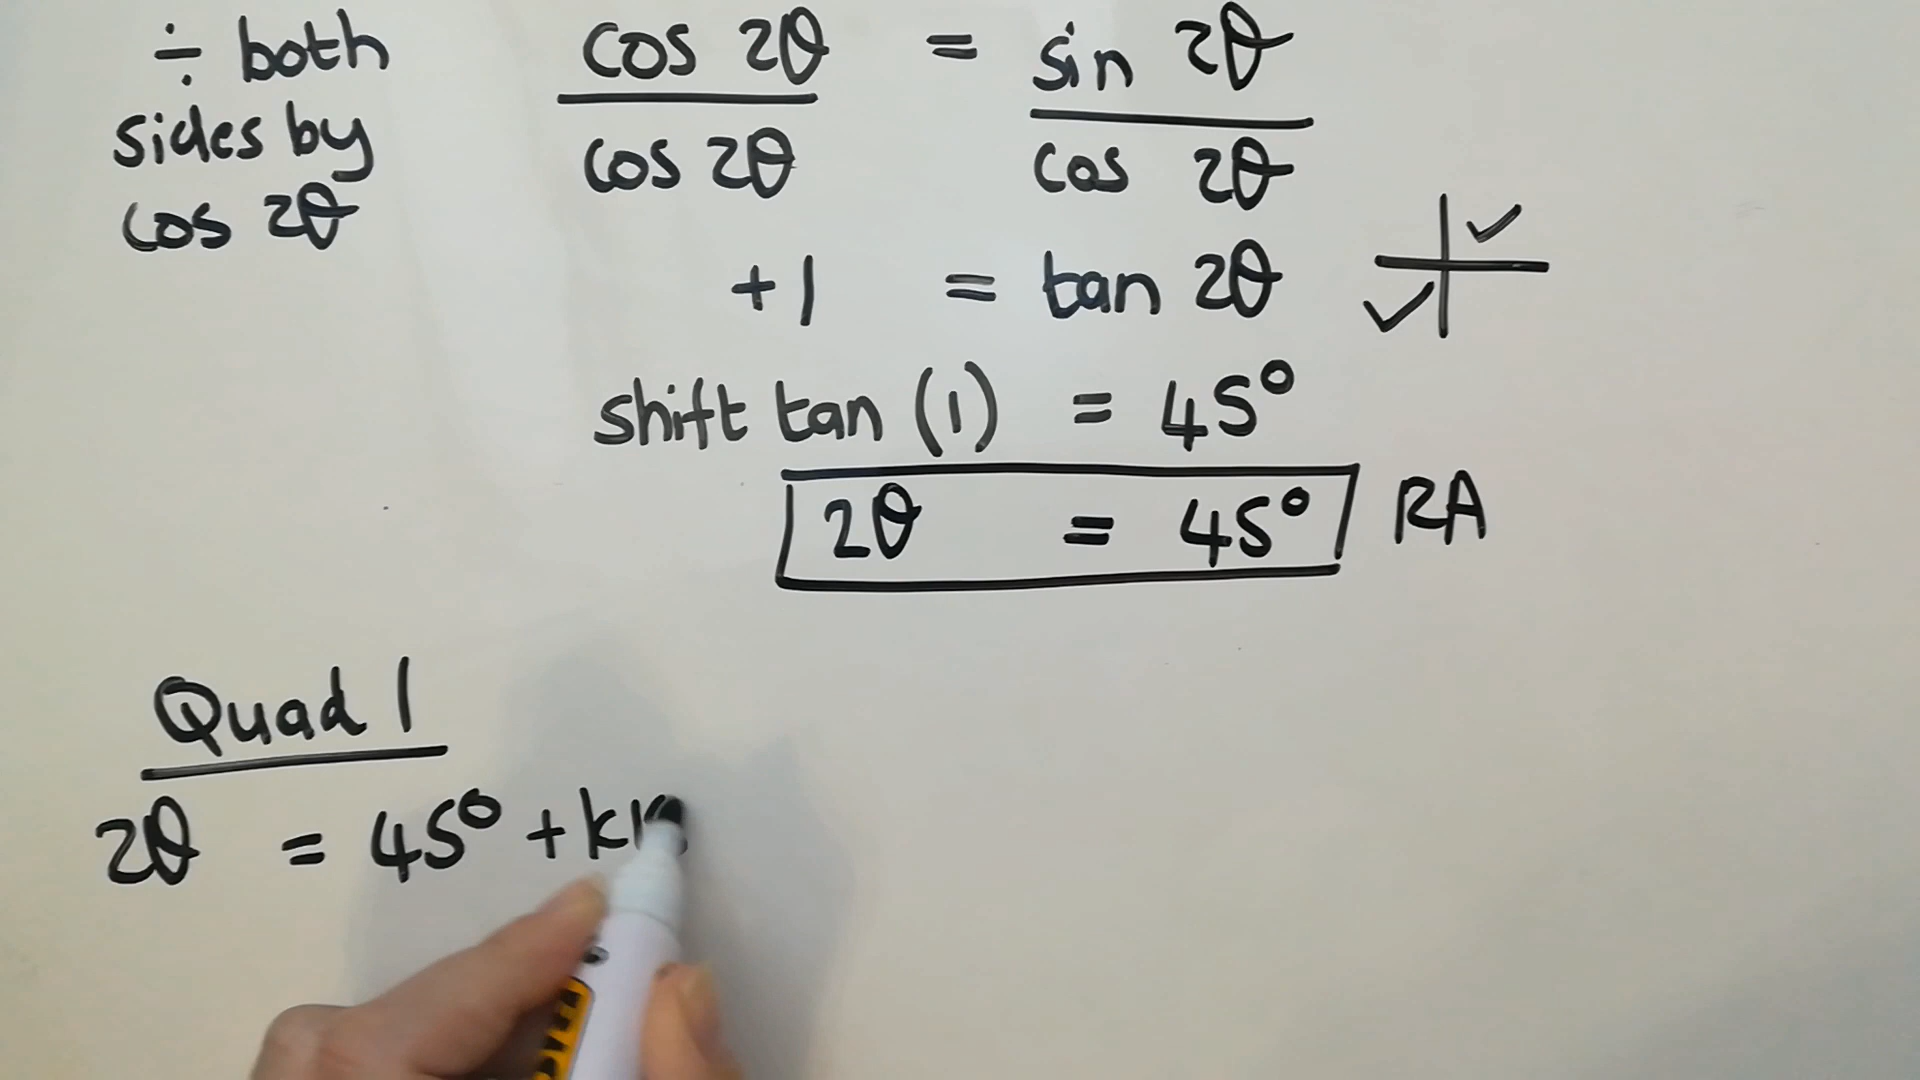 ÷ both
sides by
cos 2θ
cos 2θ = sin 2θ
cos 2θ cos 2θ
+1 = tan 2θ
shift tan (1) = 45°
2θ = 45° RA
Quad 1
2θ = 45° + k1